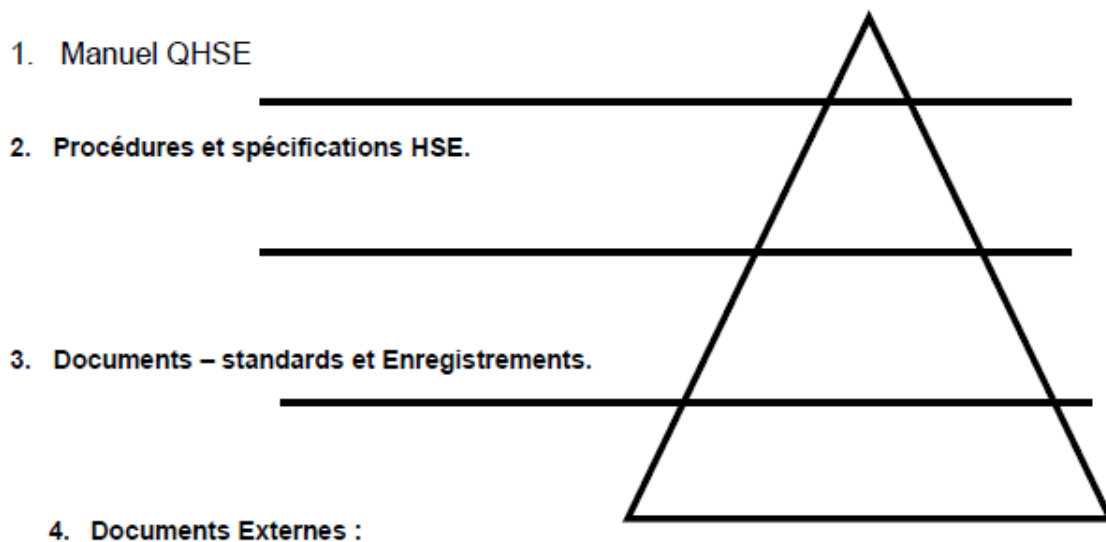 1. Manuel QHSE
2. Procédures et spécifications HSE.
3. Documents – standards et Enregistrements.
4. Documents Externes :